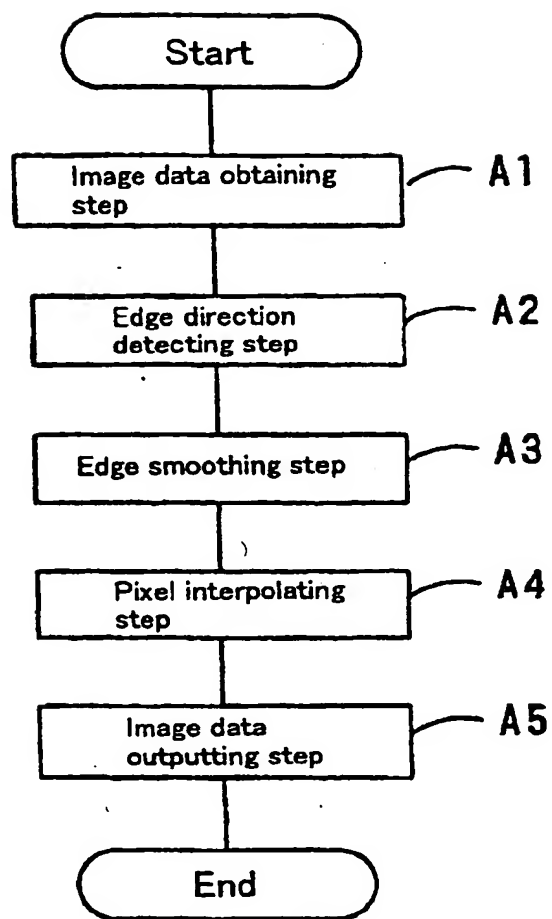 Start
Image data obtaining
step
A1
Edge direction
detecting step
A2
Edge smoothing step
A3
Pixel interpolating
step
A4
Image data
outputting step
A5
End